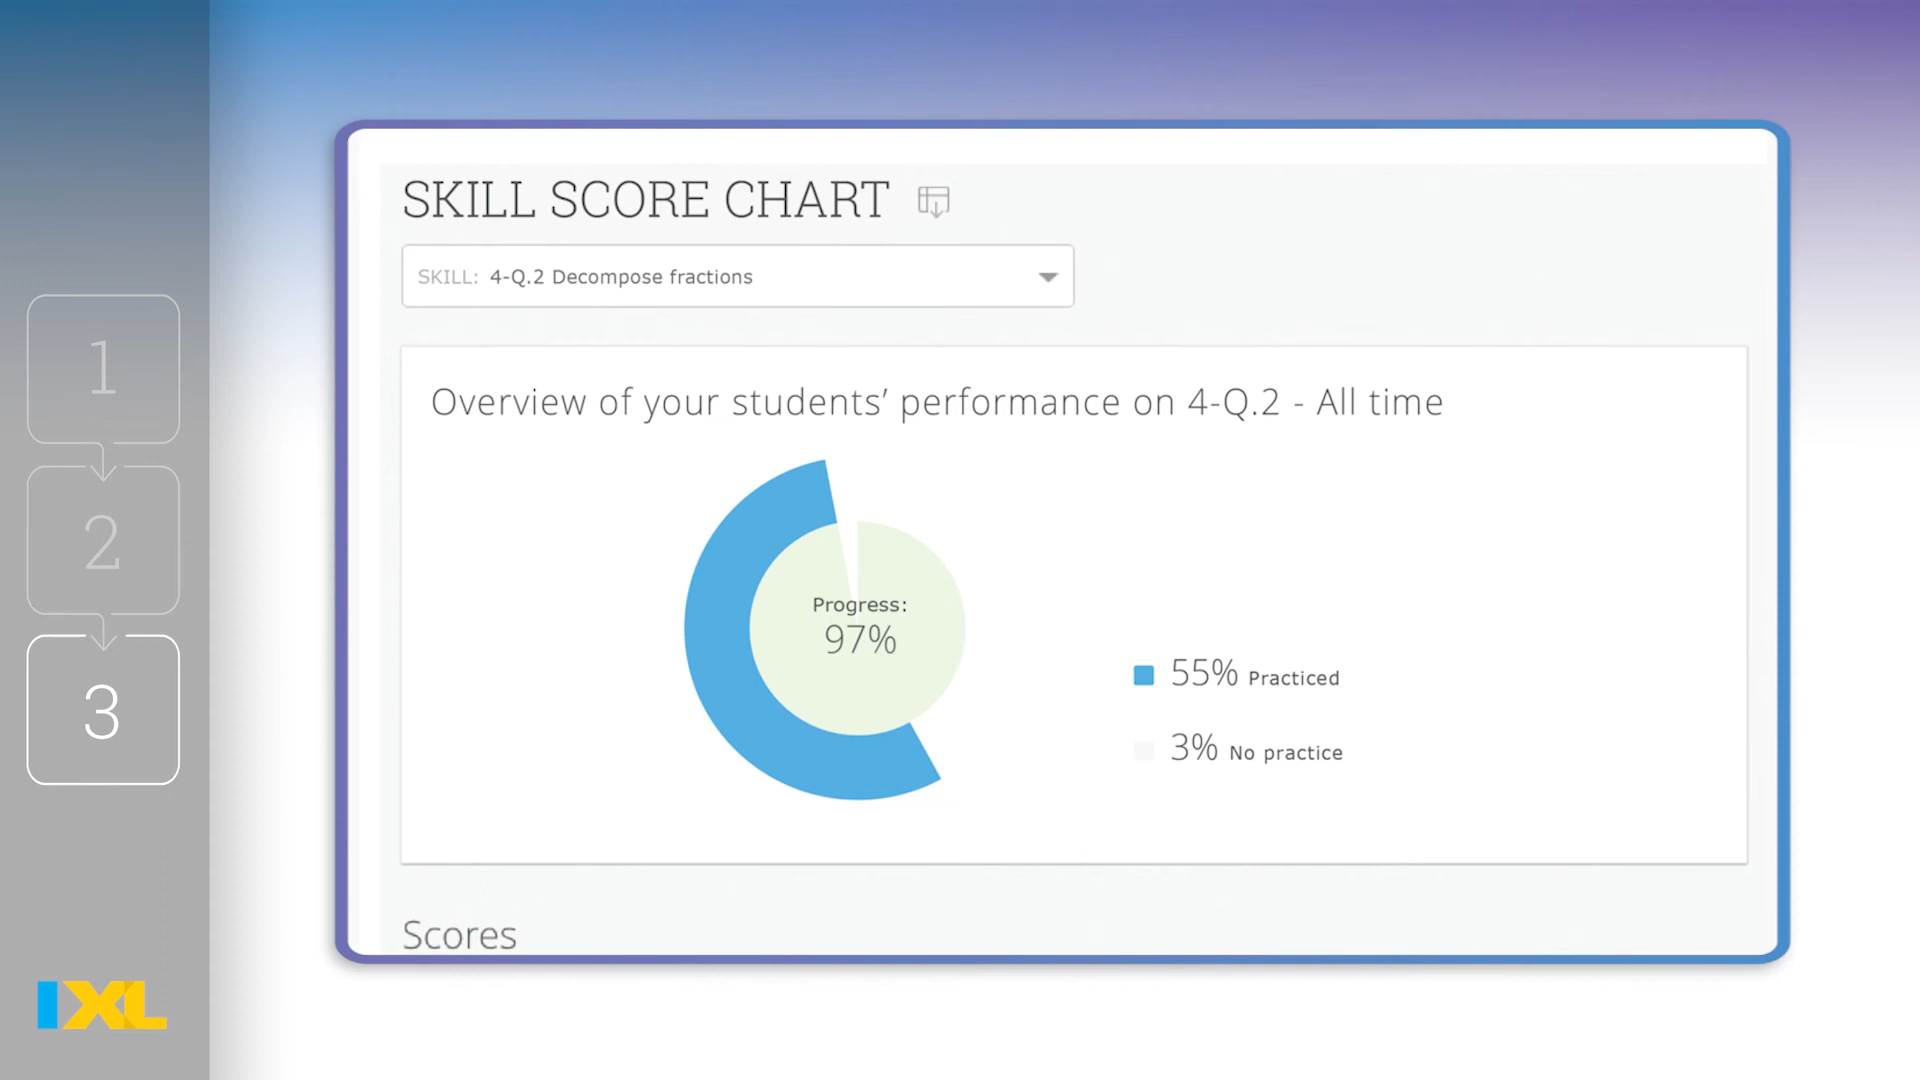 SKILL SCORE CHART
SKILL: 4-Q.2 Decompose fractions
Overview of your students’ performance on 4-Q.2 - All time
1
2
3
Progress:
97%
55% Practiced
3% No practice
Scores
IXL